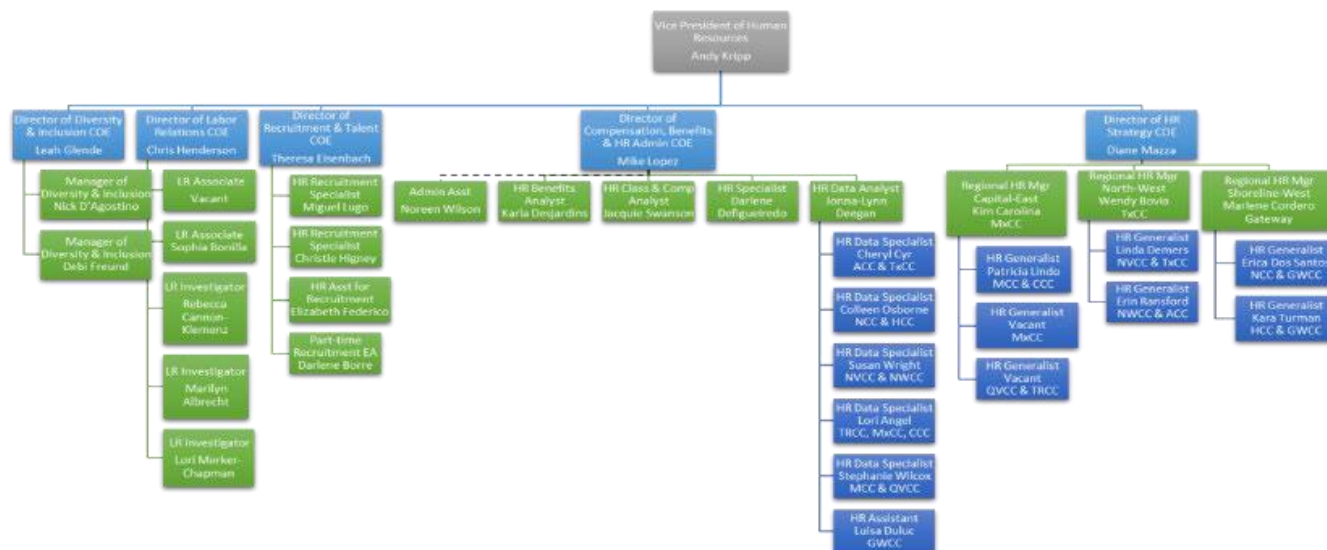 Vice President of Human
Resources
Andy Kripp
Director of Diversity
& Inclusion COE
Leah Glende
Manager of
Diversity & Inclusion
Nick D'Agostino
Manager of
Diversity & Inclusion
Debi Freund
Director of Labor
Relations COE
Chris Henderson
LR Associate
Vacant
LR Associate
Sophia Bonilla
LR Investigator
Rebecca
Cannon-
Klemenz
LR Investigator
Marilyn
Albrecht
LR Investigator
Lori Merker-
Chapman
Director of
Recruitment & Talent
COE
Theresa Eisenbach
HR Recruitment
Specialist
Miguel Lugo
HR Recruitment
Specialist
Christie Higney
HR Asst for
Recruitment
Elizabeth Federico
Part-time
Recruitment EA
Darlene Borre
Director of
Compensation, Benefits
& HR Admin COE
Mike Lopez
Admin Asst
Noreen Wilson
HR Benefits
Analyst
Karla Desjardins
HR Class & Comp
Analyst
Jacquie Swanson
HR Specialist
Darlene
Defigueiredo
HR Data Analyst
Jonna-Lynn
Deegan
HR Data Specialist
Cheryl Cyr
ACC & TxCC
HR Data Specialist
Colleen Osborne
NCC & HCC
HR Data Specialist
Susan Wright
NVCC & NWCC
HR Data Specialist
Lori Angel
TRCC, MxCC, CCC
HR Data Specialist
Stephanie Wilcox
MCC & QVCC
HR Assistant
Luisa Duluc
GWCC
Director of HR
Strategy COE
Diane Mazza
Regional HR Mgr
Capital-East
Kim Carolina
MxCC
HR Generalist
Patricia Lindo
MCC & CCC
HR Generalist
Vacant
MxCC
HR Generalist
Vacant
QVCC & TRCC
Regional HR Mgr
North-West
Wendy Bovia
TxCC
HR Generalist
Linda Demers
NVCC & TxCC
HR Generalist
Erin Ransford
NWCC & ACC
Regional HR Mgr
Shoreline-West
Marlene Cordero
Gateway
HR Generalist
Erica Dos Santos
NCC & GWCC
HR Generalist
Kara Turman
HCC & GWCC